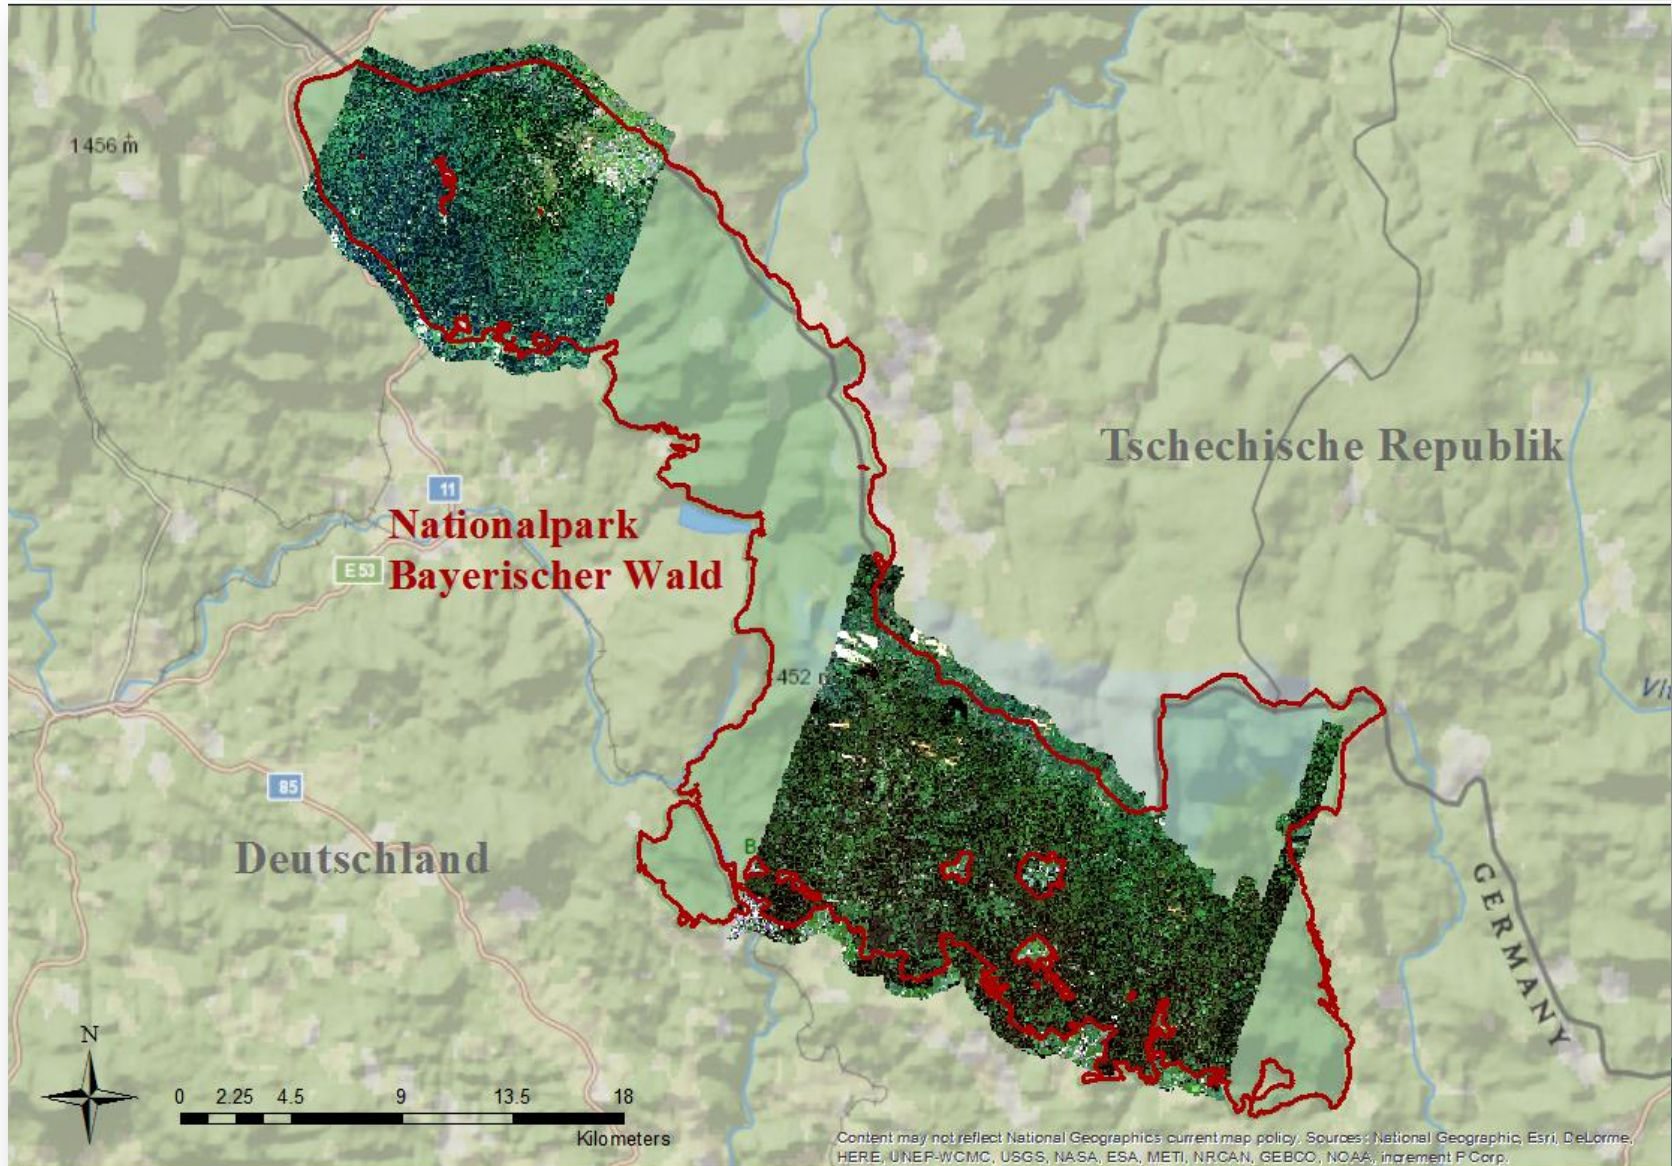 1456 m
Tschechische Republik
11
Nationalpark
Bayerischer Wald
E53
452
85
B
Deutschland
GERMANY
N
0 2.25 4.5 9 13.5 18
Kilometers
Content may not reflect National Geographic's current map policy. Sources: National Geographic, Esri, DeLorme,
HERE, UNEP-WCMC, USGS, NASA, ESA, METI, NRCAN, GEBCO, NOAA, increment P Corp.